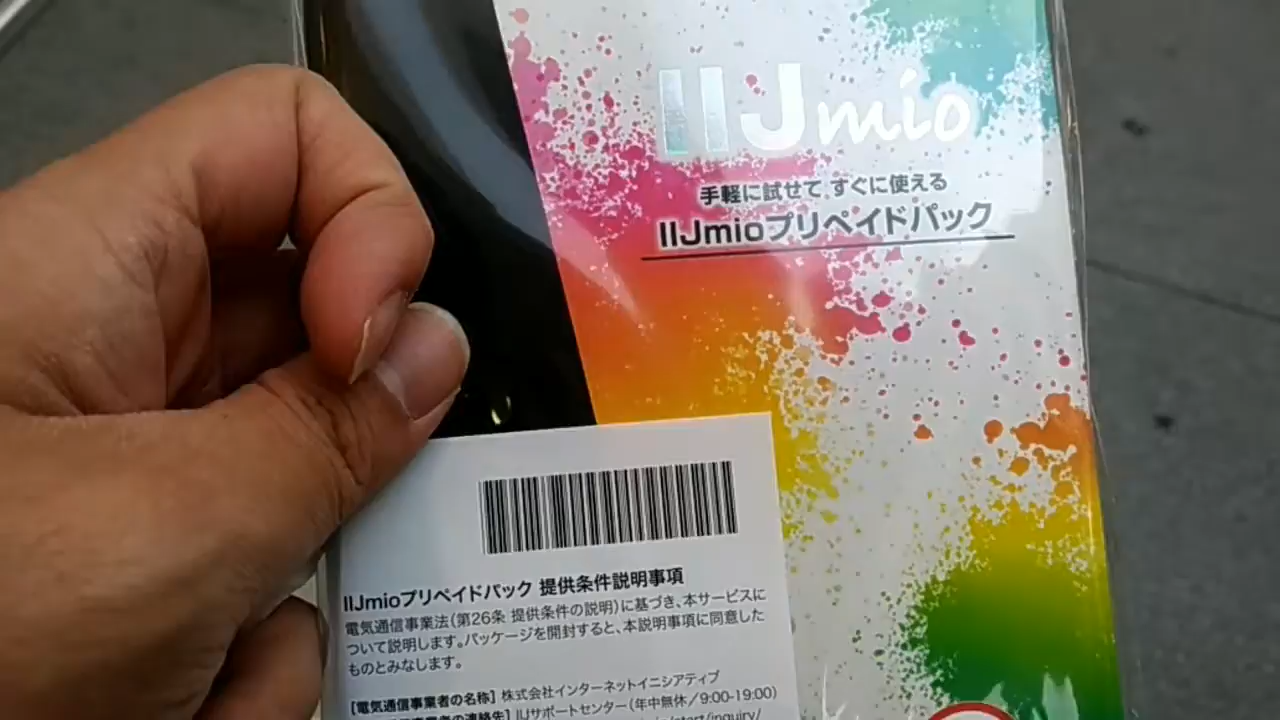 IIJmio
手軽に試せて、すぐに使える
IIJmioプリペイドパック
IIJmioプリペイドパック 提供条件説明事項
電気通信事業法(第26条 提供条件の説明)に基づき、本サービスに
ついて説明します。パッケージを開封すると、本説明事項に同意した
ものとみなします。
[電気通信事業者の名称] 株式会社インターネットイニシアティブ
業者の連絡先] IIJサポートセンター(年中無休/9:00-19:00)
/start/inquiry/